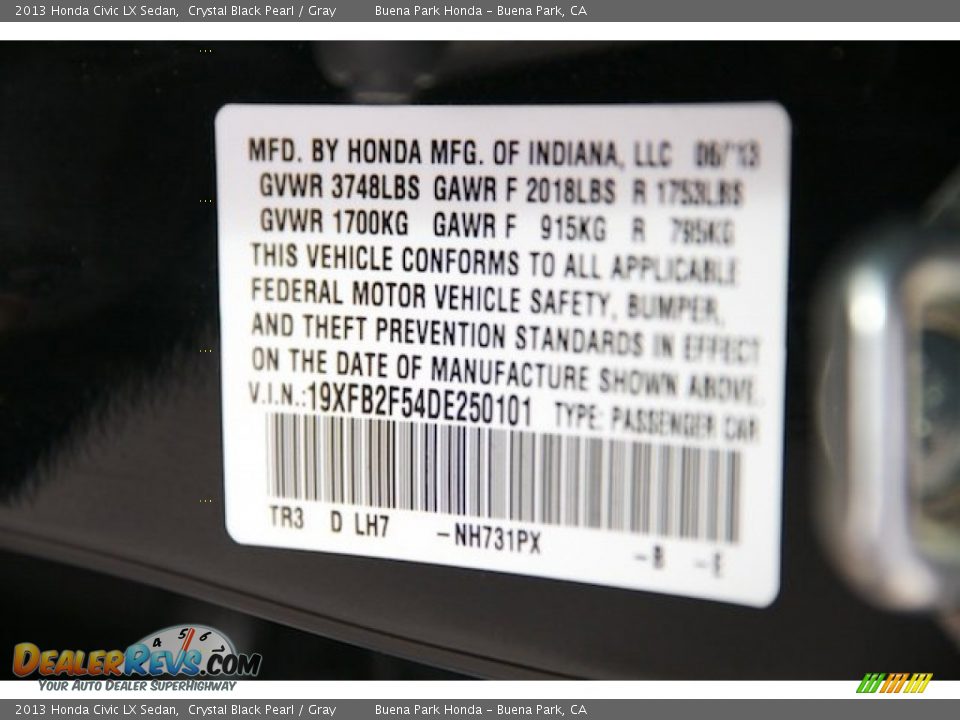 2013 Honda Civic LX Sedan, Crystal Black Pearl / Gray Buena Park Honda - Buena Park, CA
MFD. BY HONDA MFG. OF INDIANA, LLC 06/13
GVWR 3748LBS GAWR F 2018LBS R 1753LBS
GVWR 1700KG GAWR F 915KG R 795KG
THIS VEHICLE CONFORMS TO ALL APPLICABLE
FEDERAL MOTOR VEHICLE SAFETY, BUMPER,
AND THEFT PREVENTION STANDARDS IN EFFECT
ON THE DATE OF MANUFACTURE SHOWN ABOVE.
V.I.N.:19XFB2F54DE250101 TYPE: PASSENGER CAR
TR3 D LH7 -NH731PX -B -E
4 5 6
DEALERREVS.COM
YOUR AUTO DEALER SUPERHIGHWAY
2013 Honda Civic LX Sedan, Crystal Black Pearl / Gray Buena Park Honda - Buena Park, CA